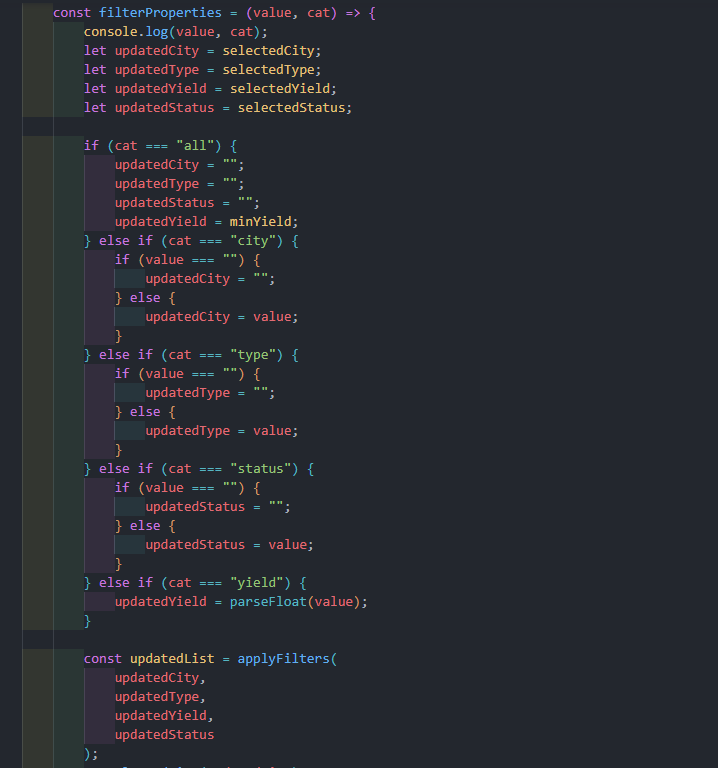 const filterProperties = (value, cat) => {
console.log(value, cat);
let updatedCity = selectedCity;
let updatedType = selectedType;
let updatedYield = selectedYield;
let updatedStatus = selectedStatus;
if (cat === "all") {
updatedCity = "";
updatedType = "";
updatedStatus = "";
updatedYield = minYield;
} else if (cat === "city") {
if (value === "") {
updatedCity = "";
} else {
updatedCity = value;
}
} else if (cat === "type") {
if (value === "") {
updatedType = "";
} else {
updatedType = value;
}
} else if (cat === "status") {
if (value === "") {
updatedStatus = "";
} else {
updatedStatus = value;
}
} else if (cat === "yield") {
updatedYield = parseFloat(value);
}
const updatedList = applyFilters(
updatedCity,
updatedType,
updatedYield,
updatedStatus
);